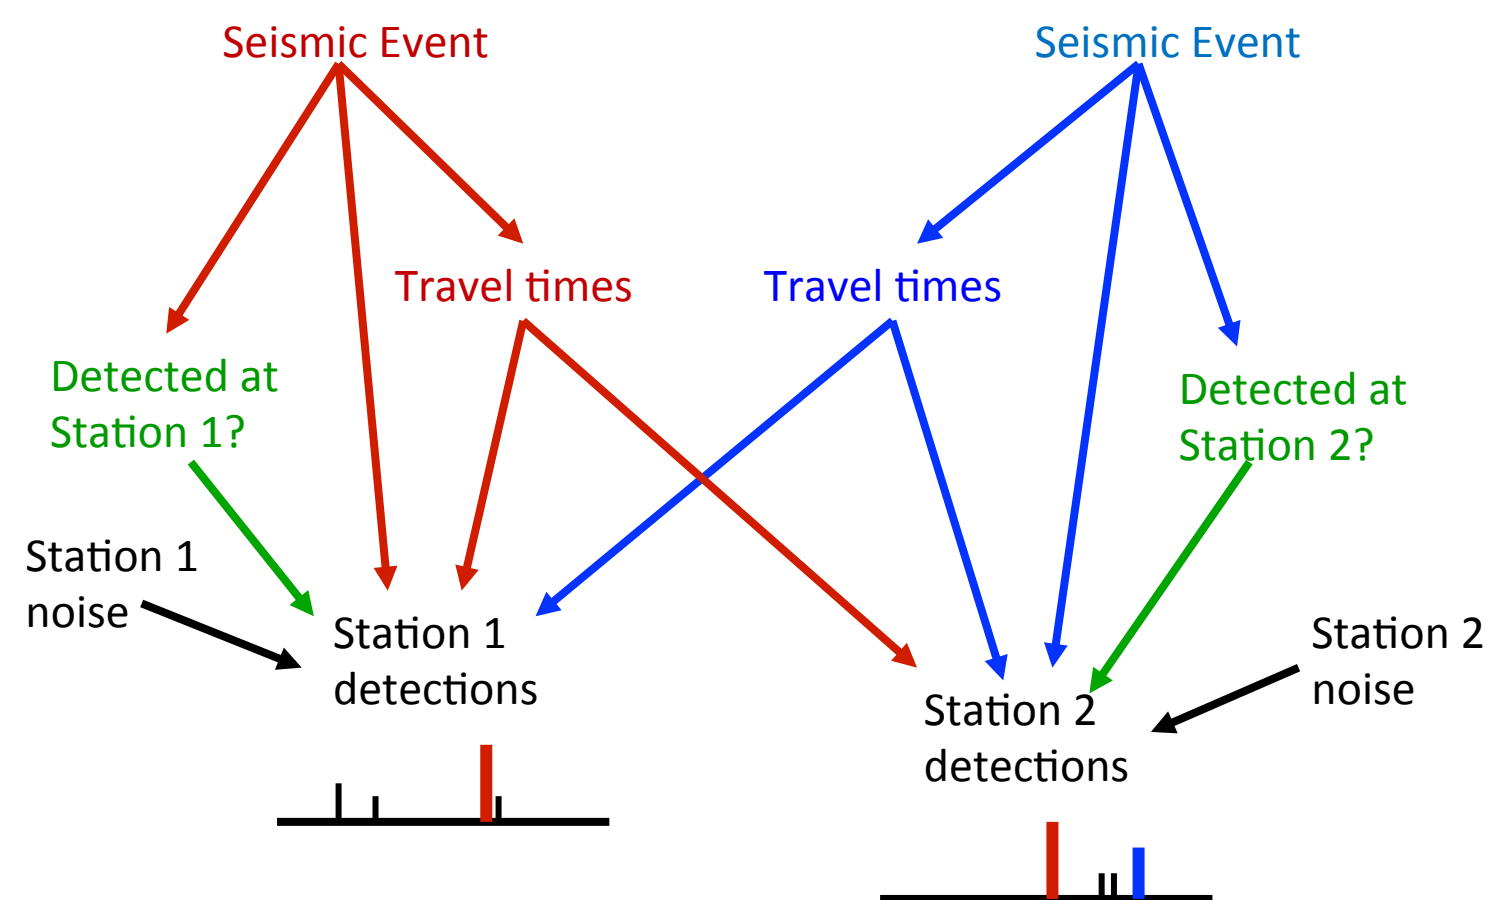 Seismic Event
Seismic Event
Travel times
Travel times
Detected at
Station 1?
Detected at
Station 2?
Station 1
noise
Station 1
detections
Station 2
noise
Station 2
detections